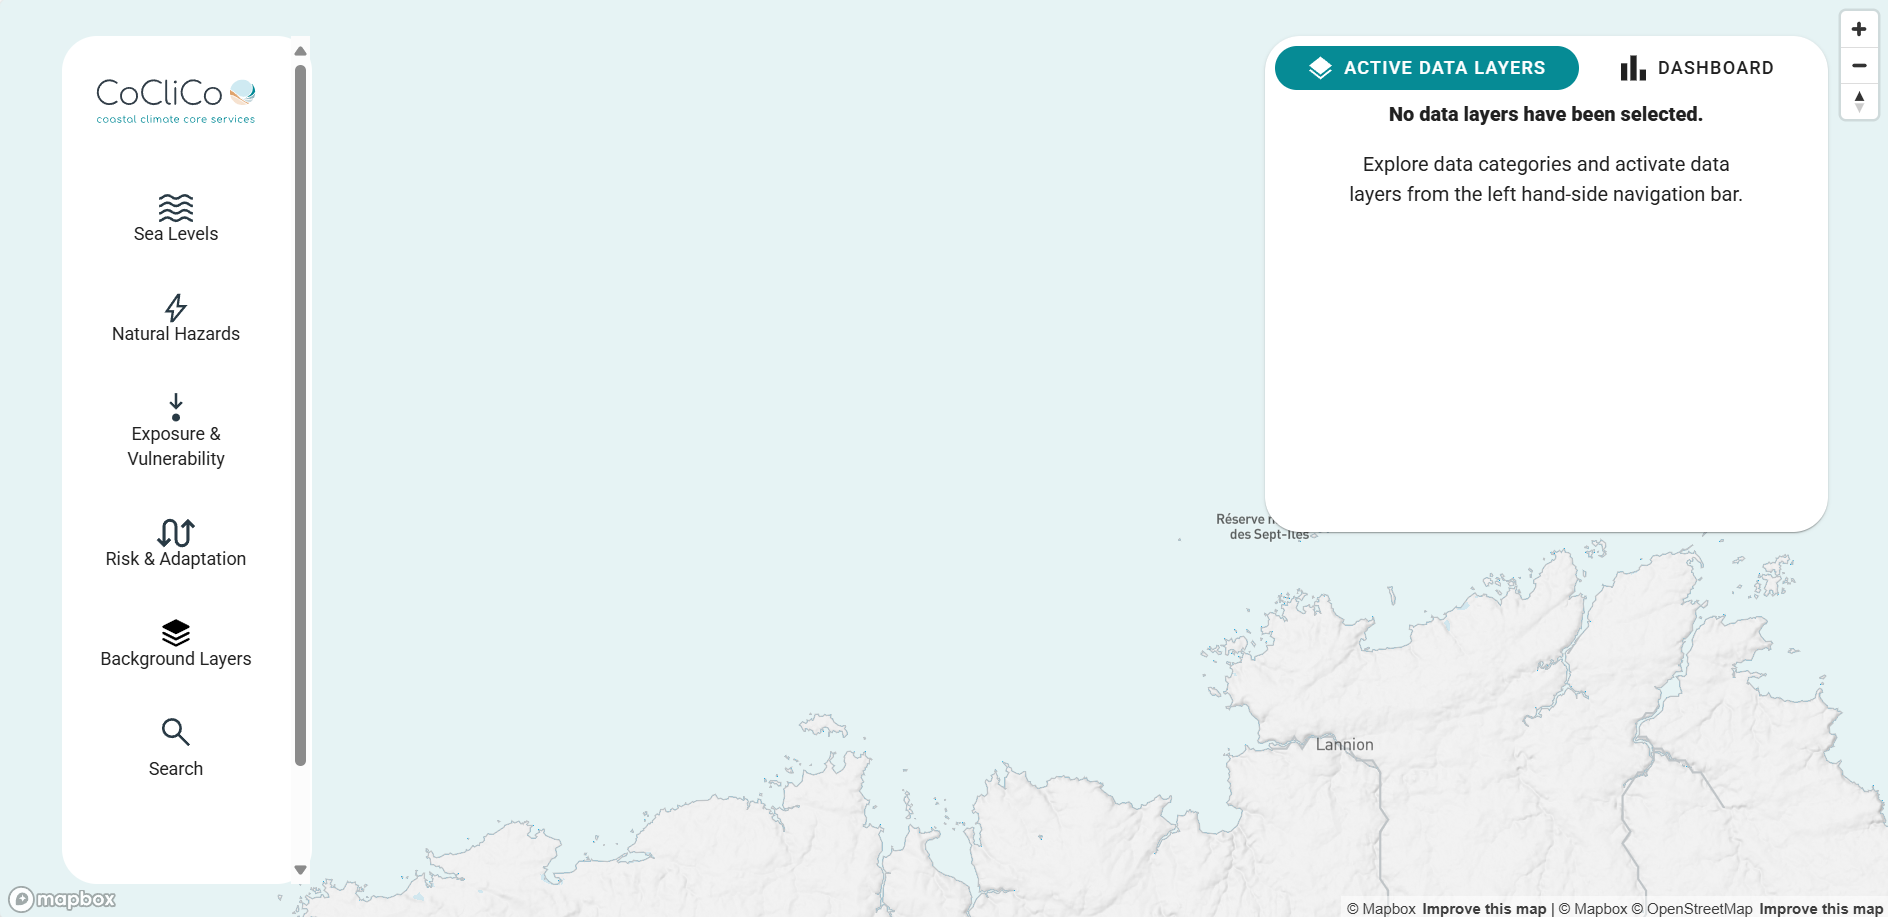 CoCliCo
coastal climate core services
Sea Levels
Natural Hazards
Exposure &
Vulnerability
Risk & Adaptation
Background Layers
Search
ACTIVE DATA LAYERS
DASHBOARD
No data layers have been selected.
Explore data categories and activate data
layers from the left hand-side navigation bar.
Réserve
des Sept-Îles
Lannion
mapbox
© Mapbox Improve this map | © Mapbox © OpenStreetMap Improve this map